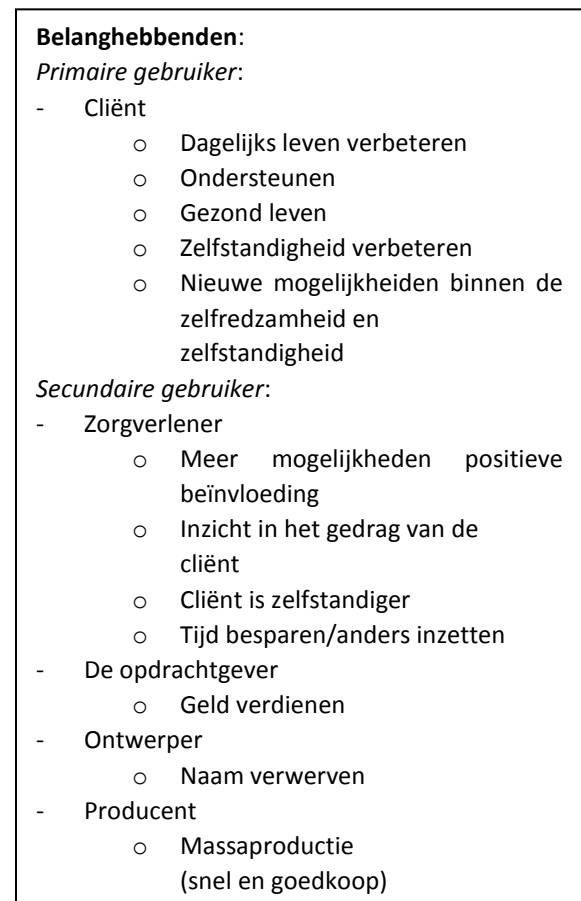 Belanghebbenden:
Primaire gebruiker:
- Cliënt
o Dagelijks leven verbeteren
o Ondersteunen
o Gezond leven
o Zelfstandigheid verbeteren
o Nieuwe mogelijkheiden binnen de
zelfredzaamheid en
zelfstandigheid
Secundaire gebruiker:
- Zorgverlener
o Meer mogelijkheden positieve
beïnvloeding
o Inzicht in het gedrag van de
cliënt
o Cliënt is zelfstandiger
o Tijd besparen/anders inzetten
- De opdrachtgever
o Geld verdienen
- Ontwerper
o Naam verwerven
- Producent
o Massaproductie
(snel en goedkoop)